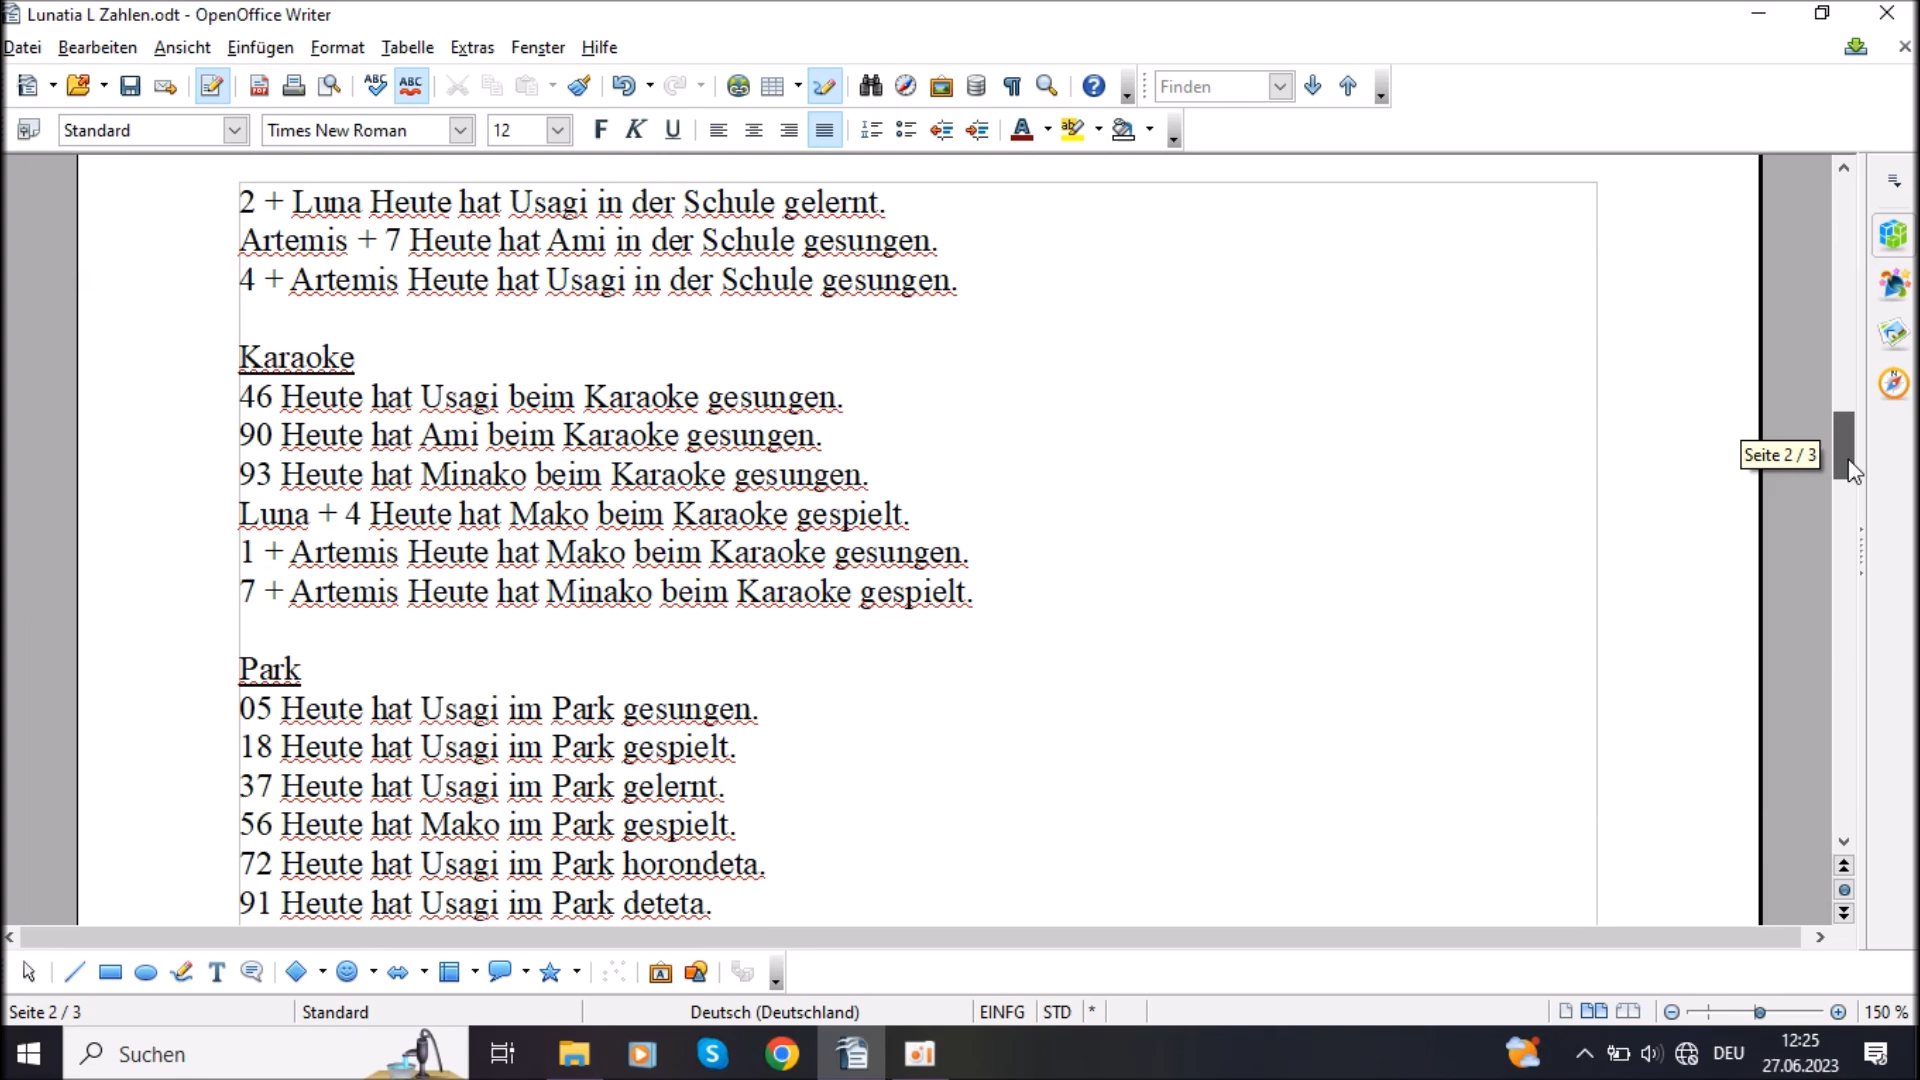 Lunatia L Zahlen.odt - OpenOffice Writer
Datei Bearbeiten Ansicht Einfügen Format Tabelle Extras Fenster Hilfe
Finden
Standard Times New Roman 12 F K U
2 + Luna Heute hat Usagi in der Schule gelernt.
Artemis + 7 Heute hat Ami in der Schule gesungen.
4 + Artemis Heute hat Usagi in der Schule gesungen.
Karaoke
46 Heute hat Usagi beim Karaoke gesungen.
90 Heute hat Ami beim Karaoke gesungen.
93 Heute hat Minako beim Karaoke gesungen.
Luna + 4 Heute hat Mako beim Karaoke gespielt.
1 + Artemis Heute hat Mako beim Karaoke gesungen.
7 + Artemis Heute hat Minako beim Karaoke gespielt.
Park
05 Heute hat Usagi im Park gesungen.
18 Heute hat Usagi im Park gespielt.
37 Heute hat Usagi im Park gelernt.
56 Heute hat Mako im Park gespielt.
72 Heute hat Usagi im Park horondeta.
91 Heute hat Usagi im Park deteta.
Seite 2 / 3
Seite 2 / 3 Standard Deutsch (Deutschland) EINFG STD * 150 %
Suchen
DEU
12:25
27.06.2023